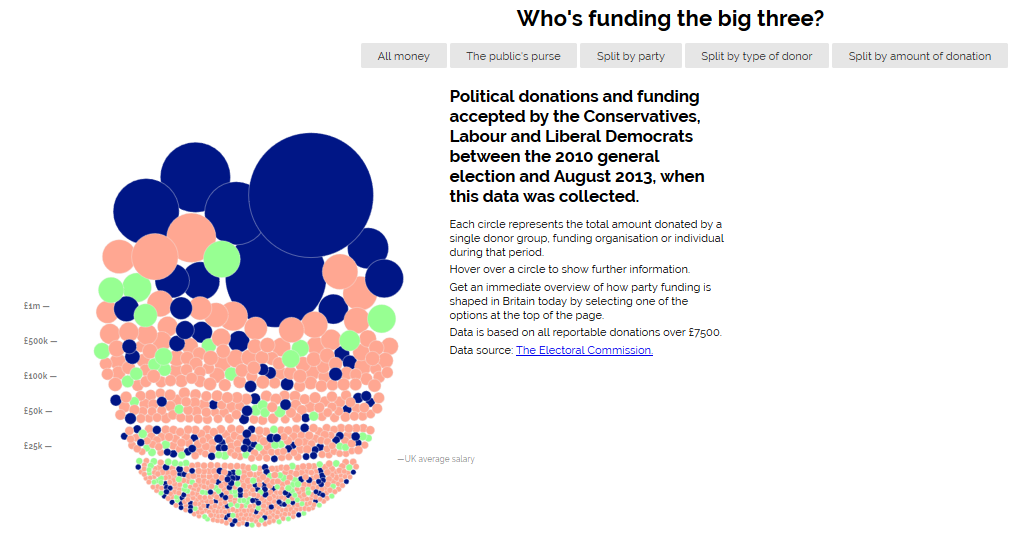 Who's funding the big three?
All money
The public's purse
Split by party
Split by type of donor
Split by amount of donation
Political donations and funding
accepted by the Conservatives,
Labour and Liberal Democrats
between the 2010 general
election and August 2013, when
this data was collected.
Each circle represents the total amount donated by a
single donor group, funding organisation or individual
during that period.
Hover over a circle to show further information.
Get an immediate overview of how party funding is
shaped in Britain today by selecting one of the
options at the top of the page.
Data is based on all reportable donations over £7500.
Data source: The Electoral Commission.
£1m —
£500k —
£100k —
£50k —
£25k —
—UK average salary